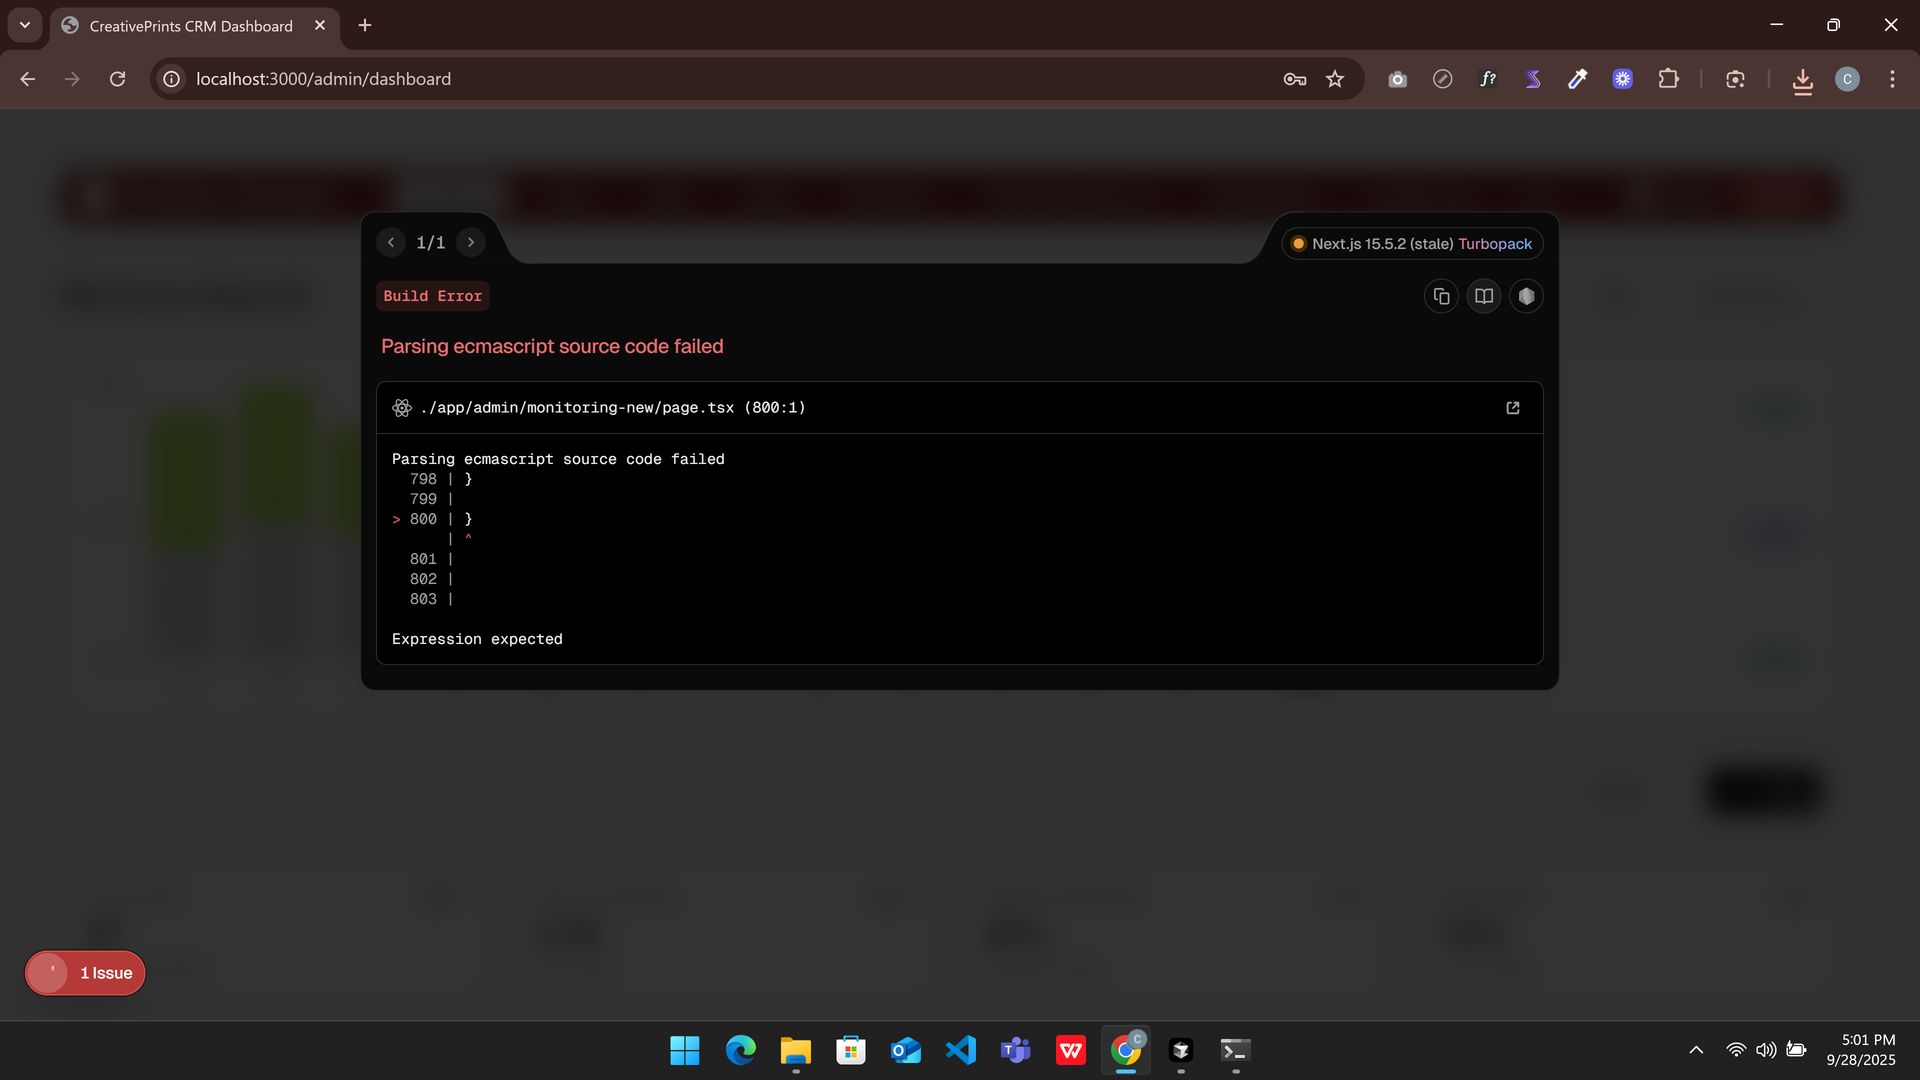 CreativePrints CRM Dashboard
localhost:3000/admin/dashboard
f?
C
1/1
Next.js 15.5.2 (stale) Turbopack
Build Error
Parsing ecmascript source code failed
./app/admin/monitoring-new/page.tsx (800:1)
Parsing ecmascript source code failed
798 | }
799 |
> 800 | }
| ^
801 |
802 |
803 |
Expression expected
1 Issue
C
5:01 PM
9/28/2025